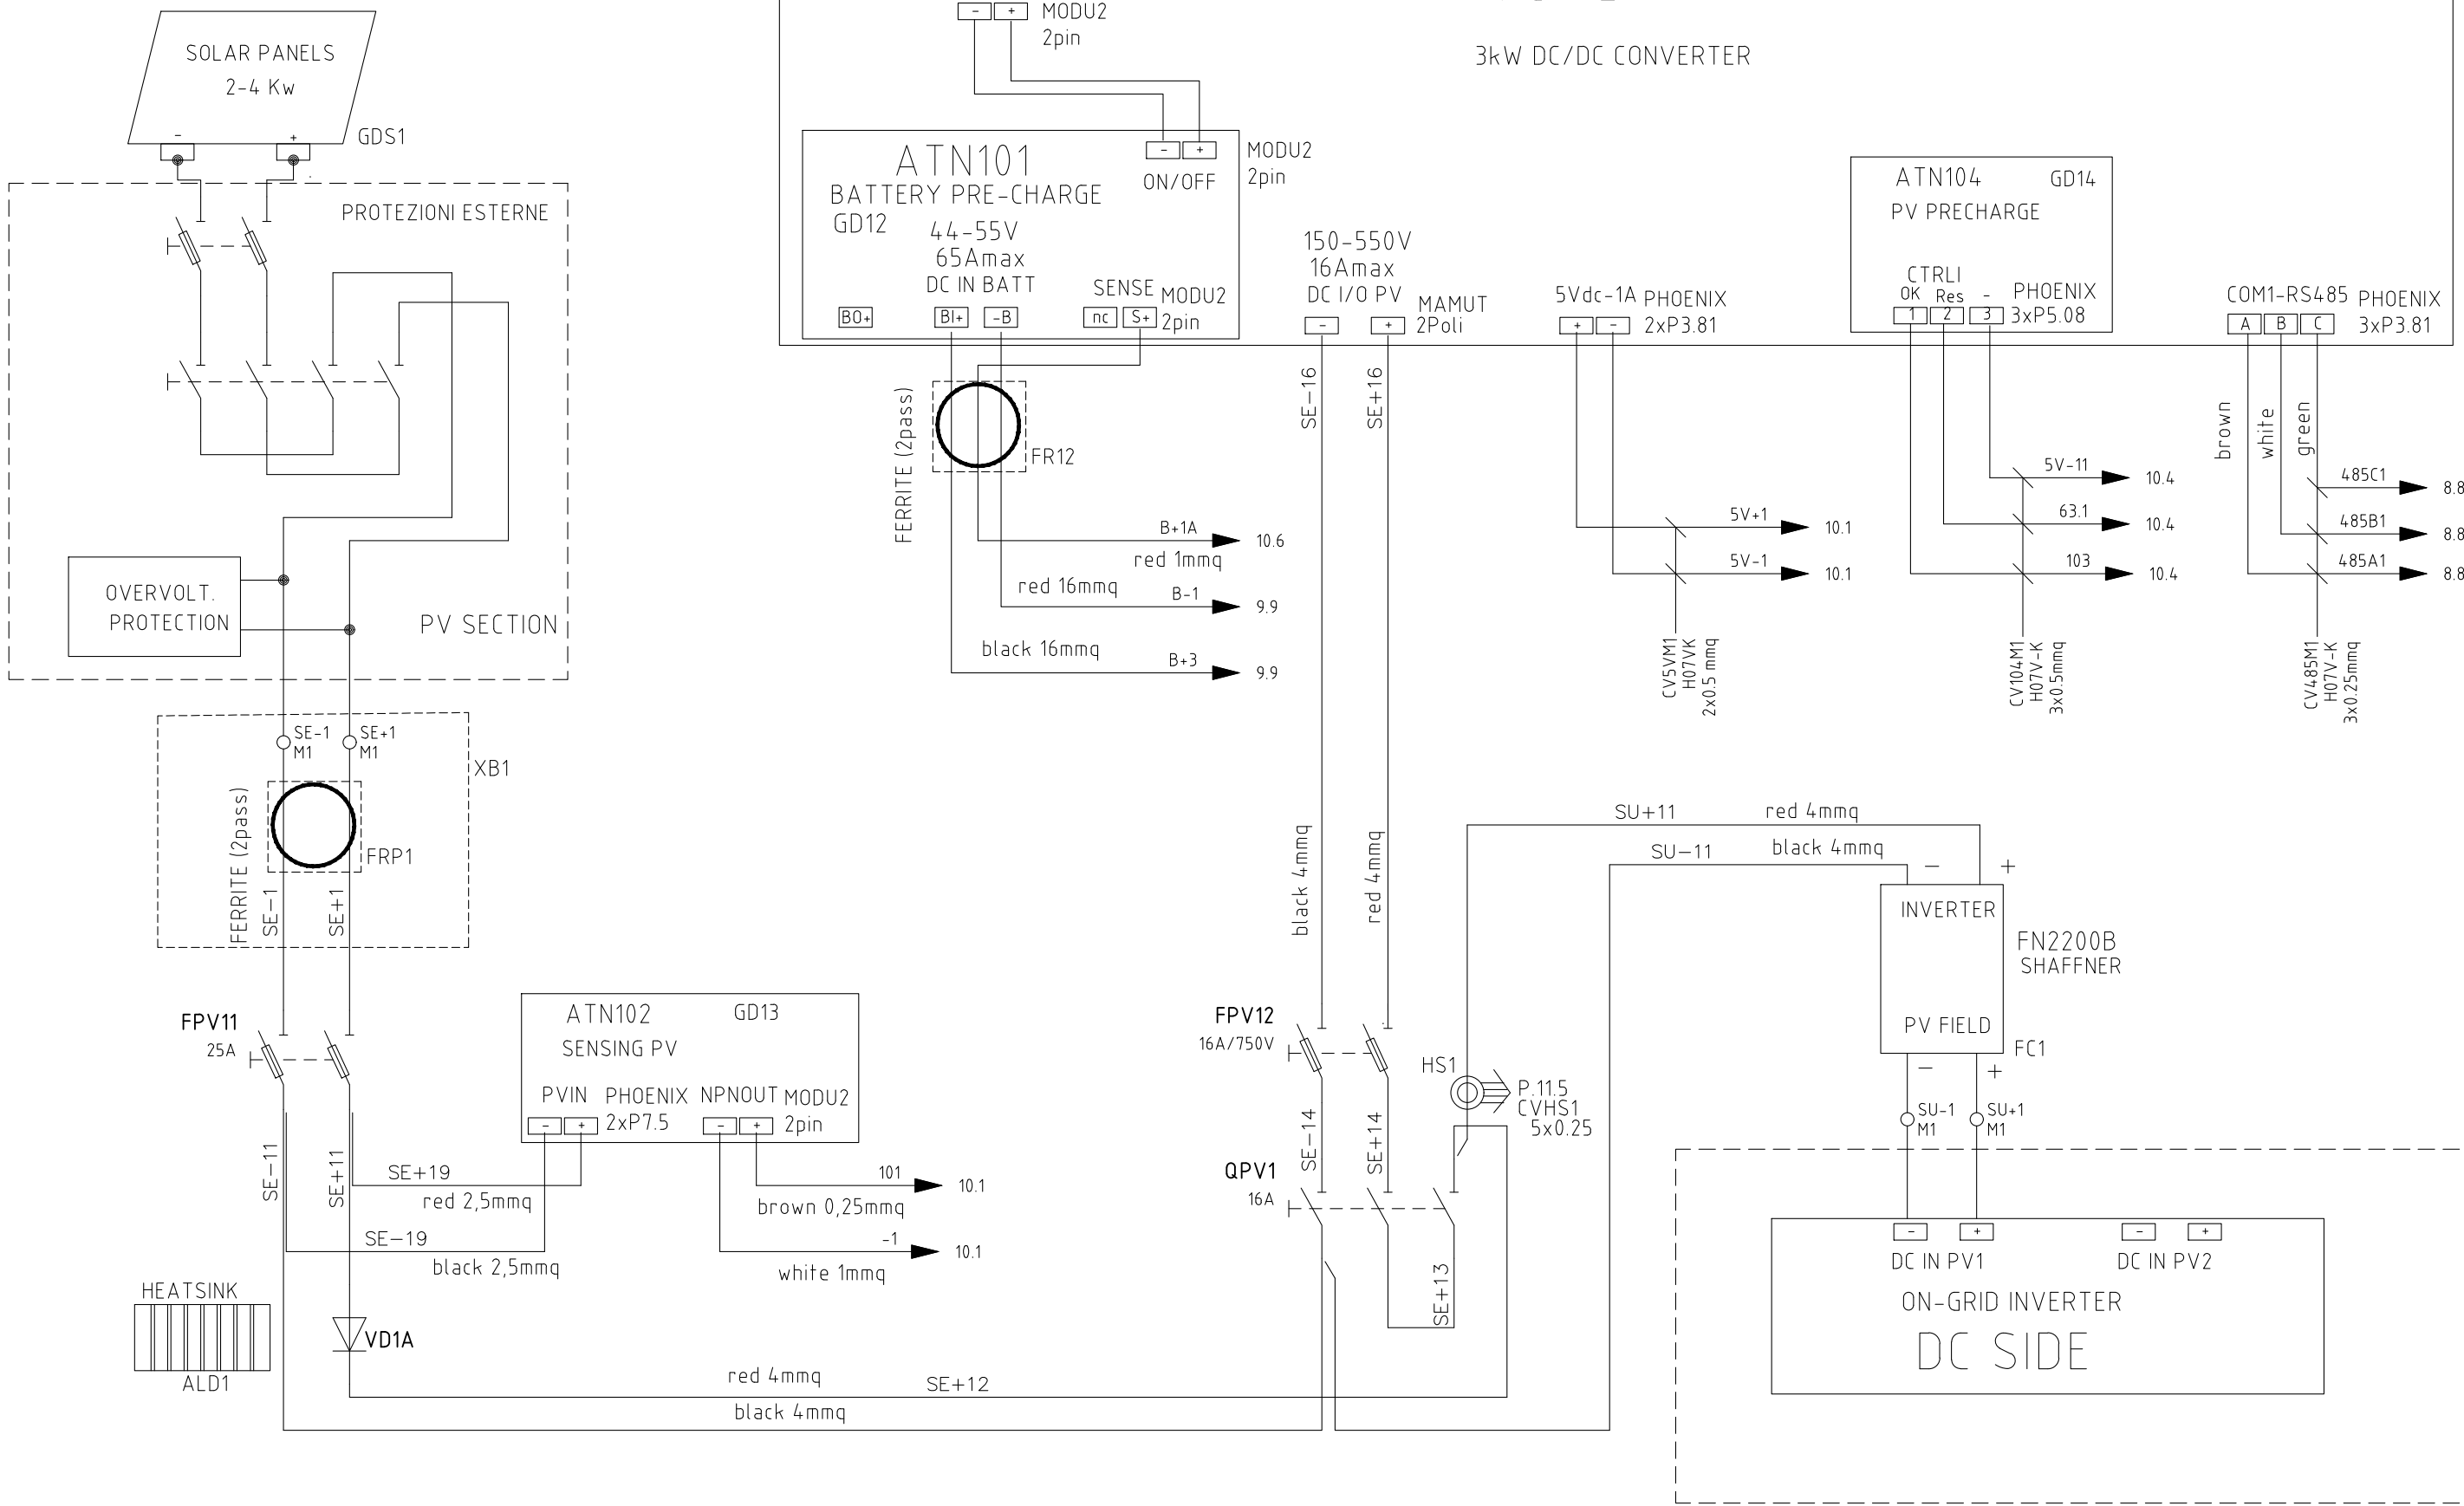 SOLAR PANELS
2-4 Kw
- +
GDS1
PROTEZIONI ESTERNE
OVERVOLT.
PROTECTION
PV SECTION
SE-1
M1
SE+1
M1
XB1
FERRITE (2pass)
FRP1
SE-1
SE+1
FPV11
25A
SE-11
SE+11
HEATSINK
ALD1
VD1A
ATN102
GD13
SENSING PV
PVIN
PHOENIX
2xP7.5
NPNOUT
MODU2
2pin
- +
- +
SE+19
red 2,5mmq
SE-19
black 2,5mmq
101
10.1
brown 0,25mmq
-1
10.1
white 1mmq
red 4mmq
SE+12
black 4mmq
- +
MODU2
2pin
3kW DC/DC CONVERTER
ATN101
BATTERY PRE-CHARGE
GD12
- +
ON/OFF
MODU2
2pin
44-55V
65Amax
DC IN BATT
SENSE
MODU2
2pin
BO+
BI+
-B
nc
S+
FERRITE (2pass)
FR12
B+1A
10.6
red 1mmq
red 16mmq
B-1
9.9
black 16mmq
B+3
9.9
150-550V
16Amax
DC I/O PV
MAMUT
2Poli
- +
SE-16
SE+16
black 4mmq
red 4mmq
5Vdc-1A
PHOENIX
2xP3.81
+ -
5V+1
10.1
5V-1
10.1
CV5VM1
H07VK
2x0.5 mmq
ATN104
GD14
PV PRECHARGE
CTRLI
OK
Res
-
PHOENIX
3xP5.08
1
2
3
5V-11
10.4
63.1
10.4
103
10.4
CV104M1
H07V-K
3x0.5mmq
COM1-RS485
PHOENIX
3xP3.81
A
B
C
brown
white
green
485C1
8.8
485B1
8.8
485A1
8.8
CV485M1
H07V-K
3x0.25mmq
FPV12
16A/750V
SE-14
SE+14
QPV1
16A
SE+13
HS1
P.11.5
CVHS1
5x0.25
SU+11
red 4mmq
SU-11
black 4mmq
- +
INVERTER
FN2200B
SHAFFNER
PV FIELD
FC1
- +
SU-1
M1
SU+1
M1
- +
- +
DC IN PV1
DC IN PV2
ON-GRID INVERTER
DC SIDE